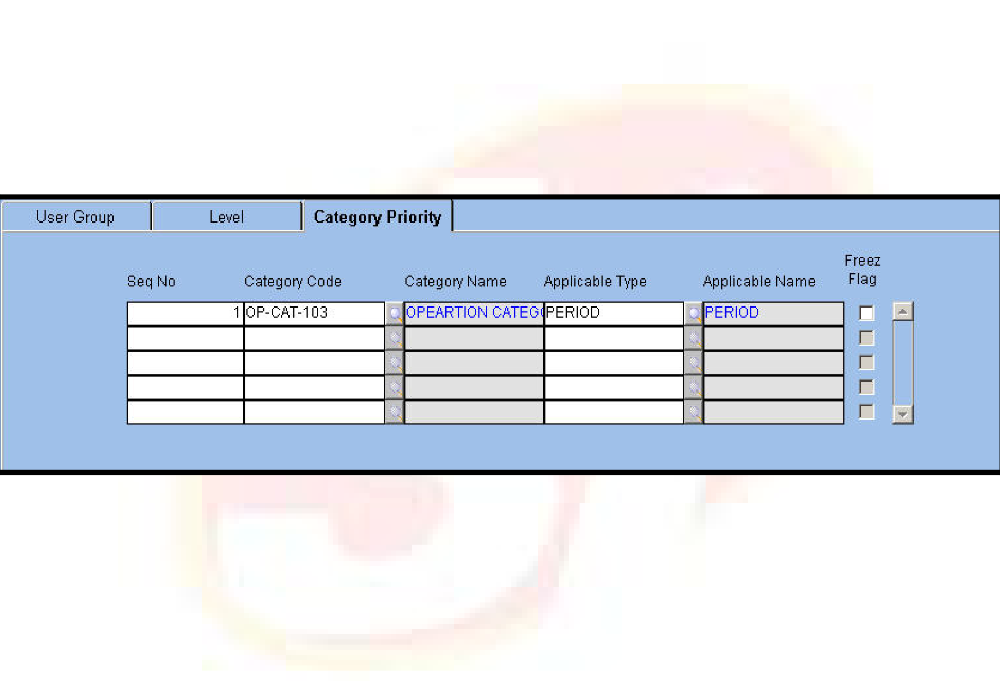 User Group Level Category Priority
Freez
Seq No Category Code Category Name Applicable Type Applicable Name Flag
1 OP-CAT-103 OPEARTION CATEG PERIOD PERIOD